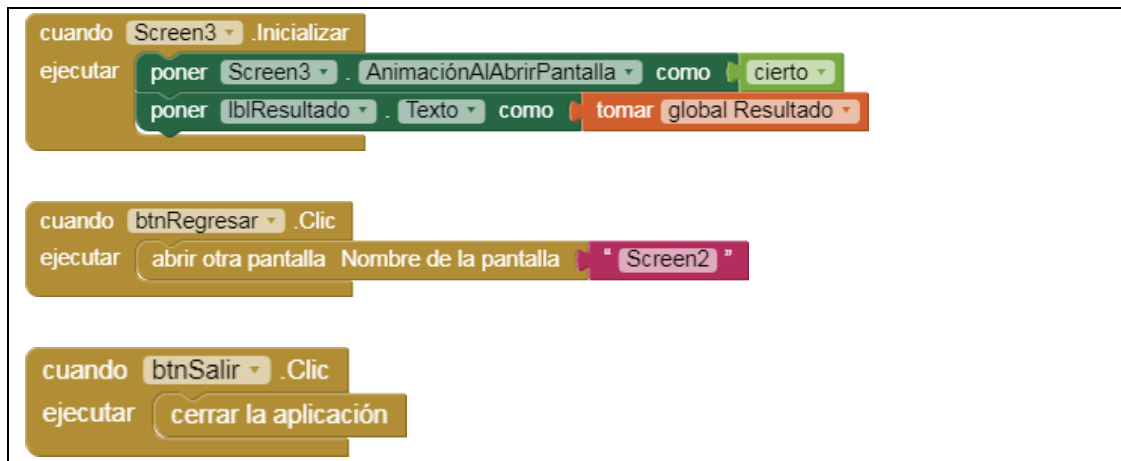 cuando Screen3 .Inicializar
ejecutar poner Screen3 . AnimaciónAlAbrirPantalla como cierto
poner lblResultado . Texto como tomar global Resultado
cuando btnRegresar .Clic
ejecutar abrir otra pantalla Nombre de la pantalla " Screen2 "
cuando btnSalir .Clic
ejecutar cerrar la aplicación